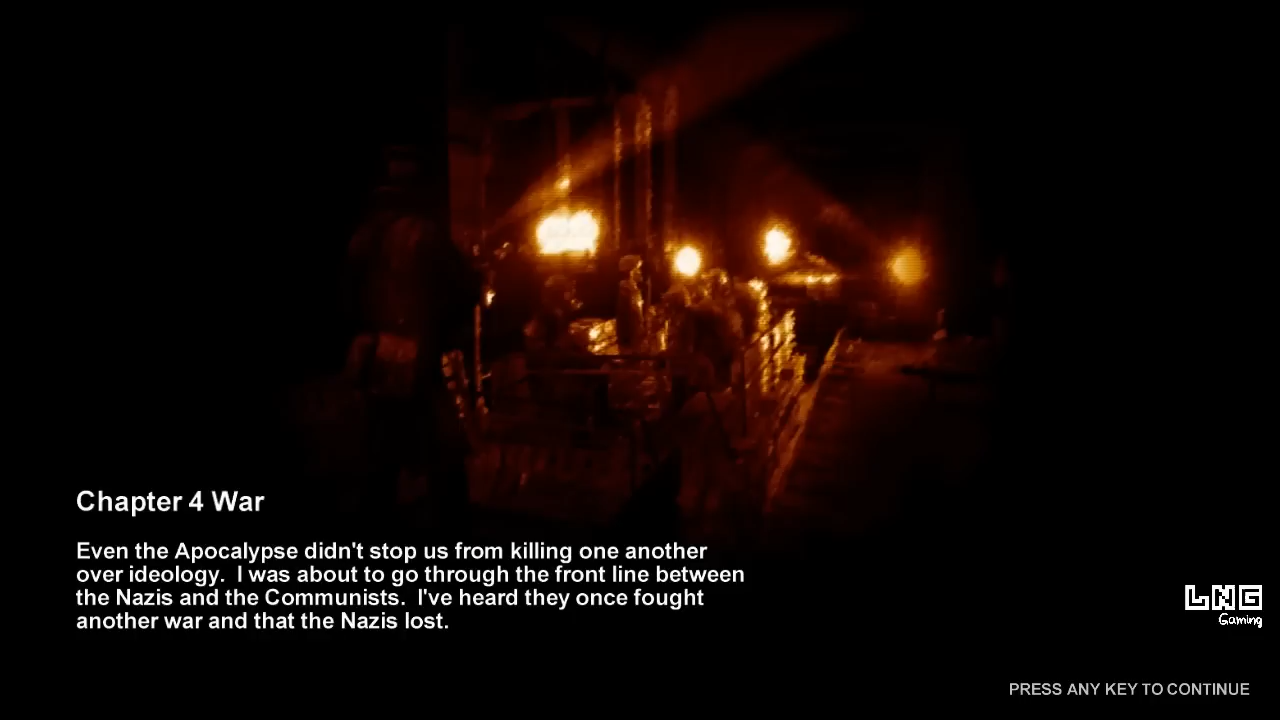 Chapter 4 War
Even the Apocalypse didn't stop us from killing one another
over ideology.  I was about to go through the front line between
the Nazis and the Communists.  I've heard they once fought
another war and that the Nazis lost.
LNG
Gaming
PRESS ANY KEY TO CONTINUE